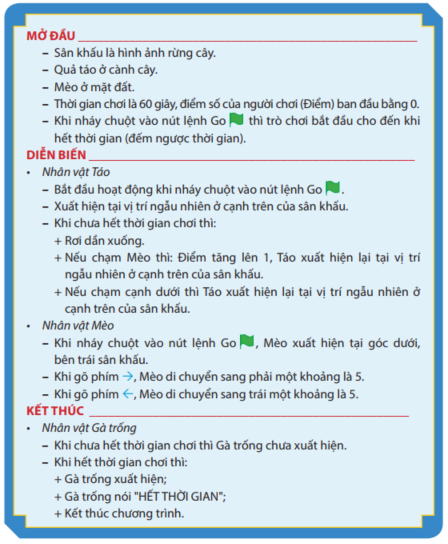 MỞ ĐẦU
– Sân khấu là hình ảnh rừng cây.
– Quả táo ở cành cây.
– Mèo ở mặt đất.
– Thời gian chơi là 60 giây, điểm số của người chơi (Điểm) ban đầu bằng 0.
– Khi nháy chuột vào nút lệnh Go thì trò chơi bắt đầu cho đến khi
hết thời gian (đếm ngược thời gian).
DIỄN BIẾN
• Nhân vật Táo
– Bắt đầu hoạt động khi nháy chuột vào nút lệnh Go .
– Xuất hiện tại vị trí ngẫu nhiên ở cạnh trên của sân khấu.
– Khi chưa hết thời gian chơi thì:
+ Rơi dần xuống.
+ Nếu chạm Mèo thì: Điểm tăng lên 1, Táo xuất hiện lại tại vị trí
ngẫu nhiên ở cạnh trên của sân khấu.
+ Nếu chạm cạnh dưới thì Táo xuất hiện lại tại vị trí ngẫu nhiên ở
cạnh trên của sân khấu.
• Nhân vật Mèo
– Khi nháy chuột vào nút lệnh Go , Mèo xuất hiện tại góc dưới,
bên trái sân khấu.
– Khi gõ phím →, Mèo di chuyển sang phải một khoảng là 5.
– Khi gõ phím ←, Mèo di chuyển sang trái một khoảng là 5.
KẾT THÚC
• Nhân vật Gà trống
– Khi chưa hết thời gian chơi thì Gà trống chưa xuất hiện.
– Khi hết thời gian chơi thì:
+ Gà trống xuất hiện;
+ Gà trống nói "HẾT THỜI GIAN";
+ Kết thúc chương trình.